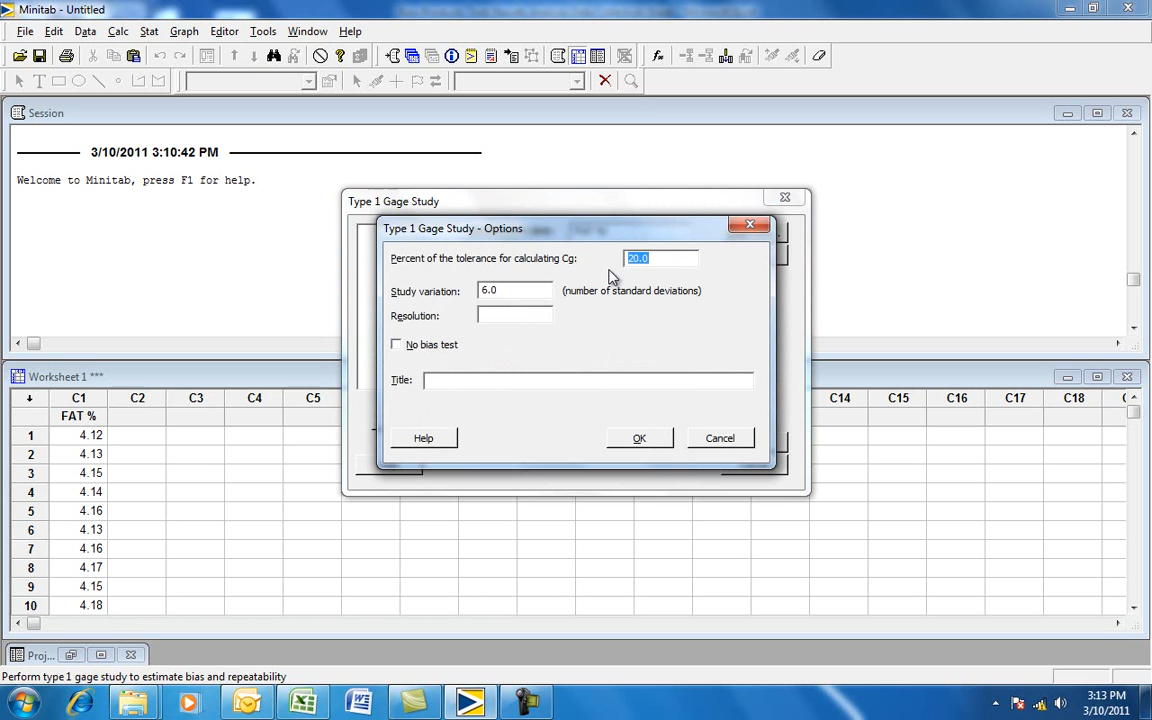 Minitab - Untitled
File Edit Data Calc Stat Graph Editor Tools Window Help
Session
3/10/2011 3:10:42 PM
Welcome to Minitab, press F1 for help.
Type 1 Gage Study
Type 1 Gage Study - Options
Percent of the tolerance for calculating Cg: 20.0
Study variation: 6.0 (number of standard deviations)
Resolution:
No bias test
Title:
Help OK Cancel
Worksheet 1 ***
C1 C2 C3 C4 C5 C14 C15 C16 C17 C18
FAT %
1 4.12
2 4.13
3 4.15
4 4.14
5 4.16
6 4.13
7 4.16
8 4.17
9 4.15
10 4.18
Proj...
Perform type 1 gage study to estimate bias and repeatability
3:13 PM
3/10/2011